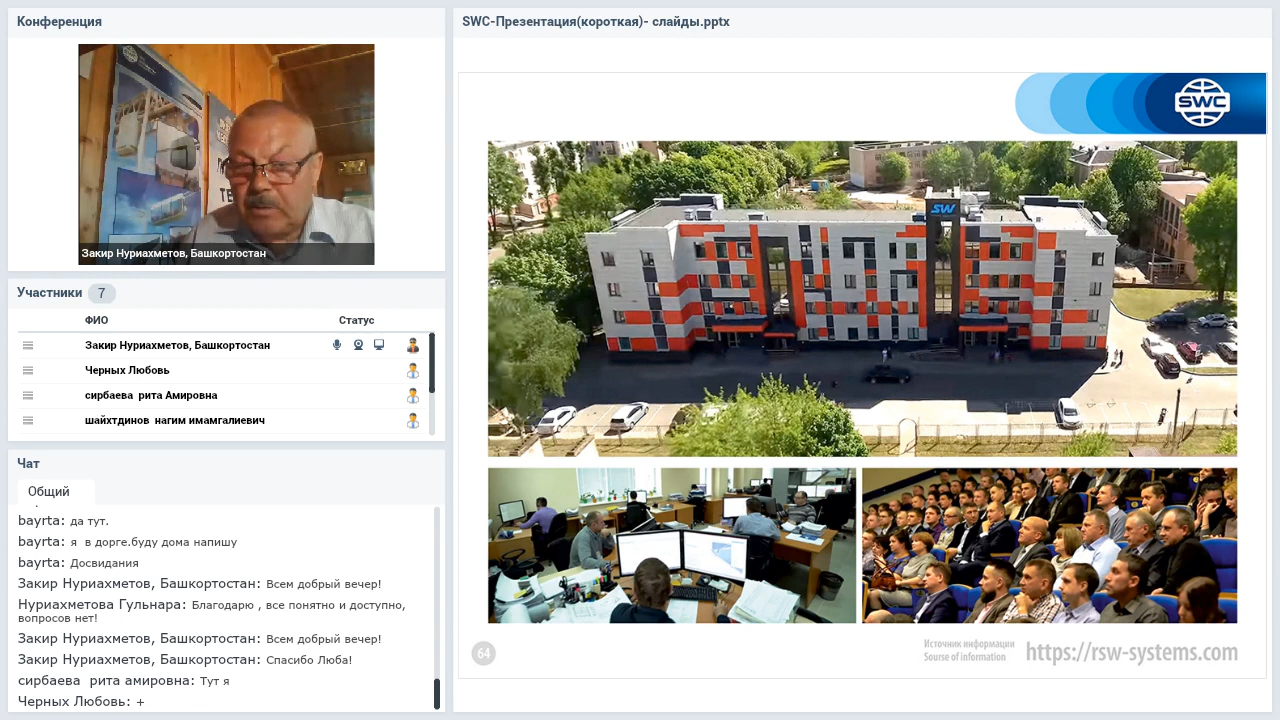 Конференция
Закир Нуриахметов, Башкортостан
Участники 7
ФИО Статус
Закир Нуриахметов, Башкортостан
Черных Любовь
сирбаева рита Амировна
шайхтдинов нагим имамгалиевич
Чат
Общий
bayrta: да тут.
bayrta: я в дорге.буду дома напишу
bayrta: Досвидания
Закир Нуриахметов, Башкортостан: Всем добрый вечер!
Нуриахметова Гульнара: Благодарю , все понятно и доступно,
вопросов нет!
Закир Нуриахметов, Башкортостан: Всем добрый вечер!
Закир Нуриахметов, Башкортостан: Спасибо Люба!
сирбаева рита амировна: Тут я
Черных Любовь: +
SWC-Презентация(короткая)- слайды.pptx
SWC
SW
64
Источник информации
Sourse of information
https://rsw-systems.com